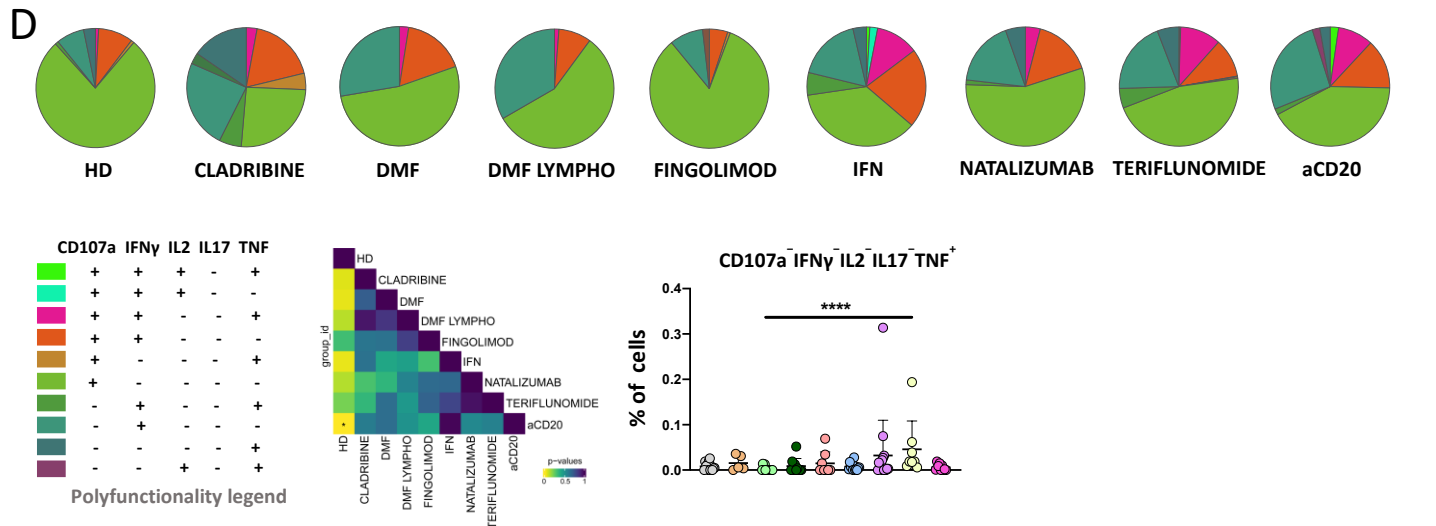 D
HD CLADRIBINE DMF DMF LYMPHO FINGOLIMOD IFN NATALIZUMAB TERIFLUNOMIDE aCD20
CD107a IFNγ IL2 IL17 TNF
+ + + - +
+ + + - -
+ + - - +
+ + - - -
+ - - - +
+ - - - -
- + - - +
- + - - -
- - - - +
- - + - +
Polyfunctionality legend
group_id
HD
CLADRIBINE
DMF
DMF LYMPHO
FINGOLIMOD
IFN
NATALIZUMAB
TERIFLUNOMIDE
* aCD20
HD CLADRIBINE DMF DMF LYMPHO FINGOLIMOD IFN NATALIZUMAB TERIFLUNOMIDE aCD20
p-values
0 0.5 1
CD107a⁻IFNγ⁻IL2⁻IL17⁻TNF⁺
% of cells
0.4
****
0.3
0.2
0.1
0.0